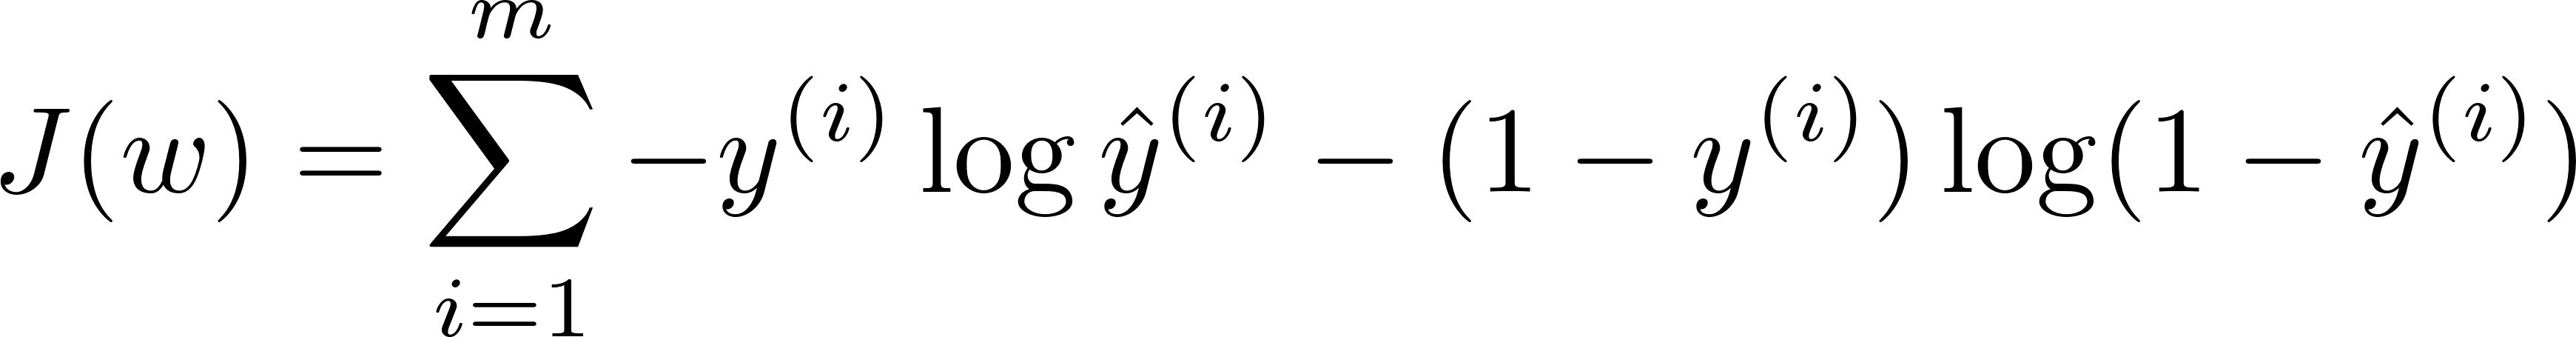 J(w) = \sum_{i=1}^{m} -y^{(i)} \log \hat{y}^{(i)} - (1 - y^{(i)}) \log(1 - \hat{y}^{(i)})